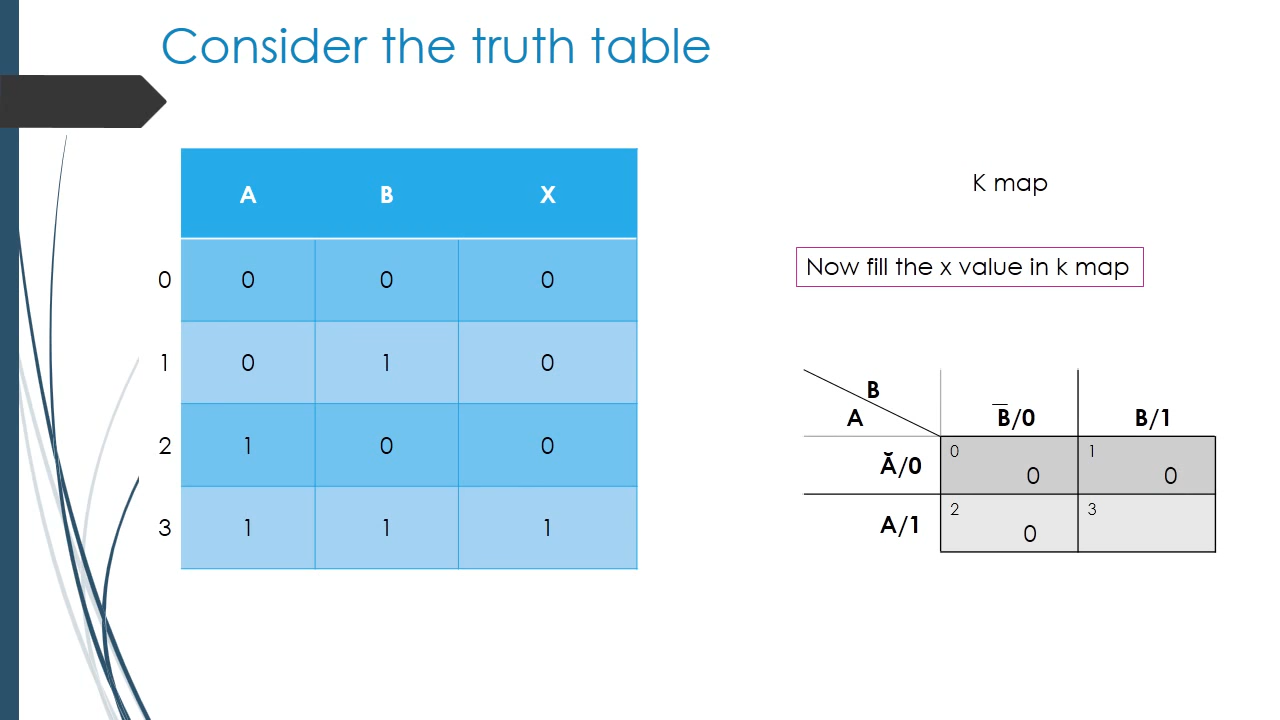 Consider the truth table
A B X
0 0 0 0
1 0 1 0
2 1 0 0
3 1 1 1
K map
Now fill the x value in k map
B
A B̅/0 B/1
Ă/0 0 0 1 0
A/1 2 0 3